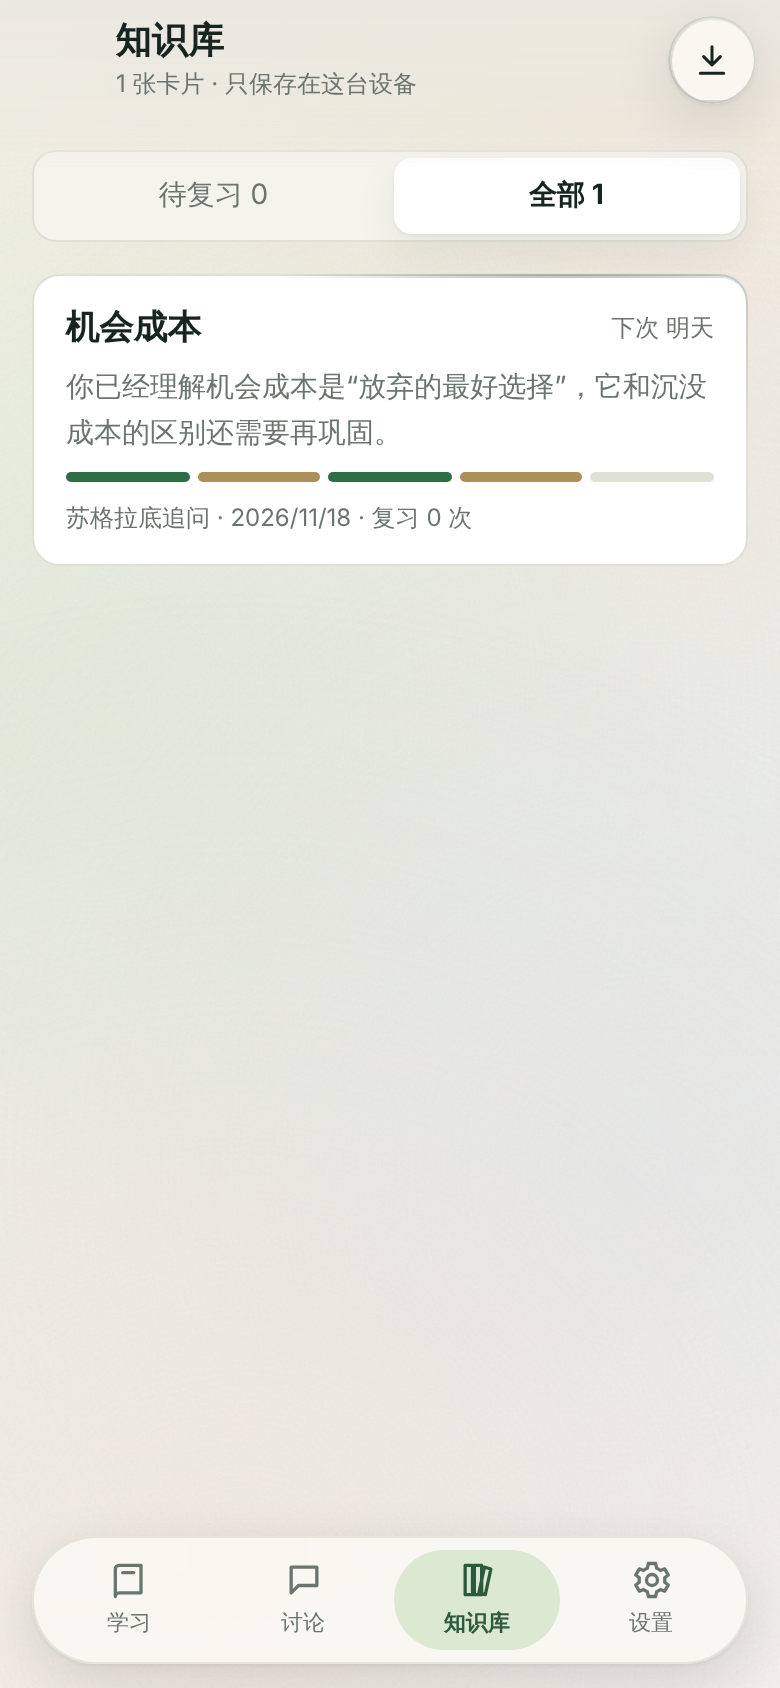 知识库
1 张卡片 · 只保存在这台设备
待复习 0
全部 1
机会成本
下次 明天
你已经理解机会成本是“放弃的最好选择”，它和沉没
成本的区别还需要再巩固。
苏格拉底追问 · 2026/11/18 · 复习 0 次
学习
讨论
知识库
设置